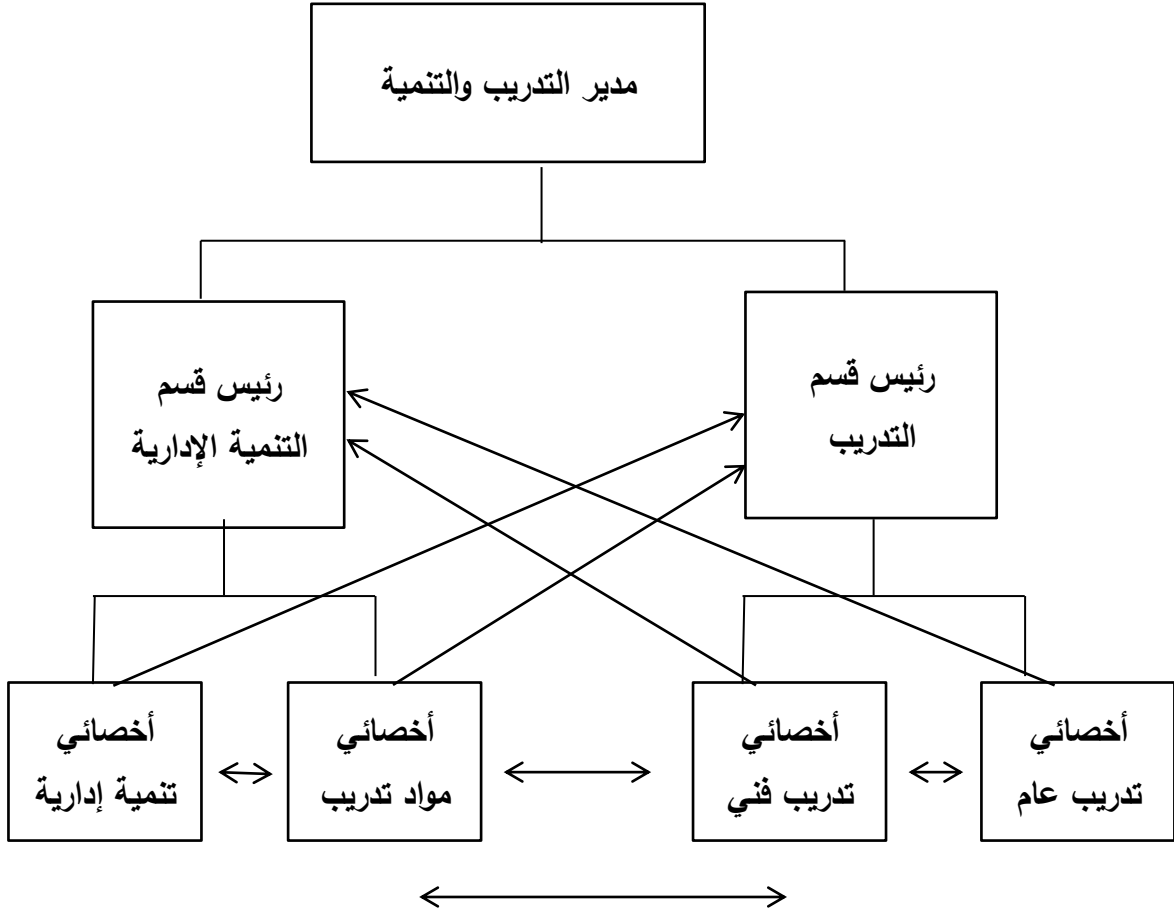 مدير التدريب والتنمية
رئيس قسم
التدريب
رئيس قسم
التنمية الإدارية
أخصائي
تدريب عام
أخصائي
تدريب فني
أخصائي
مواد تدريب
أخصائي
تنمية إدارية